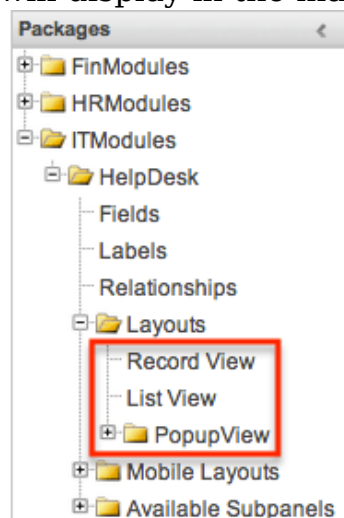 Packages
FinModules
HRModules
ITModules
HelpDesk
Fields
Labels
Relationships
Layouts
Record View
List View
PopupView
Mobile Layouts
Available Subpanels